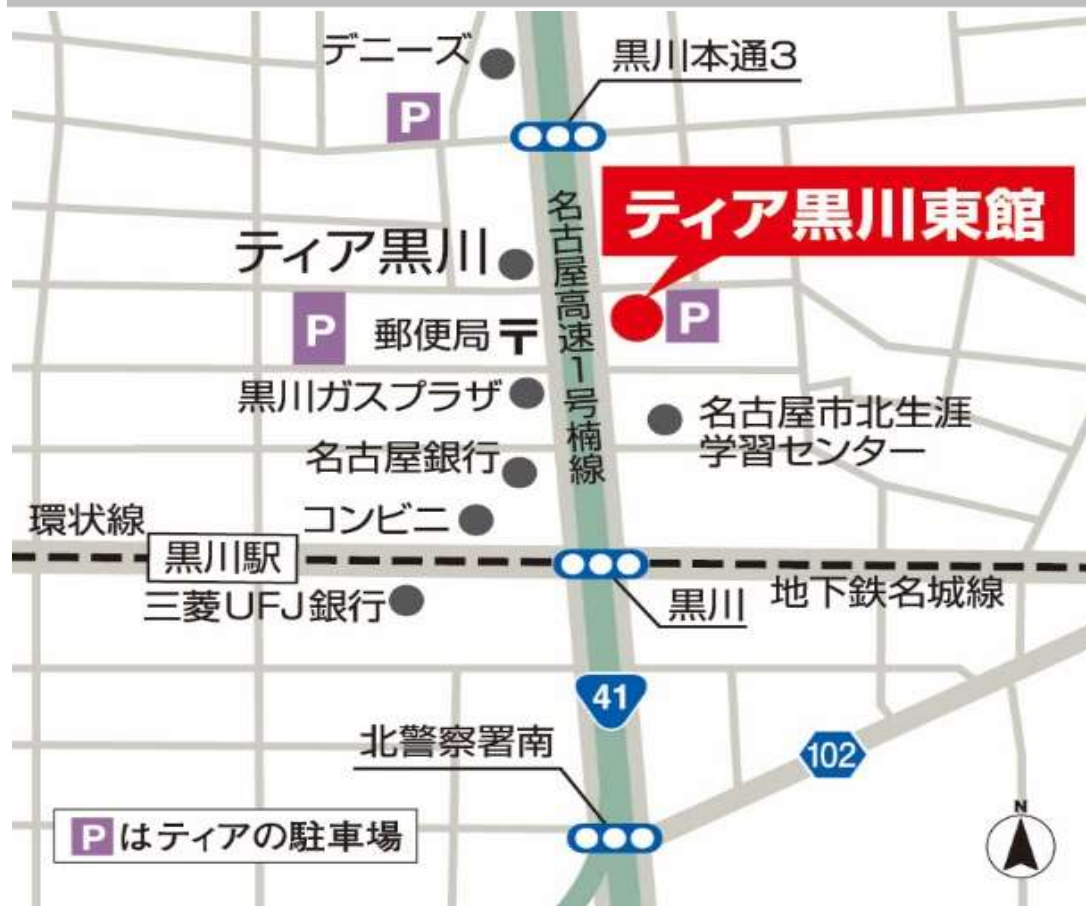 デニーズ
黒川本通3
P
ティア黒川東館
ティア黒川
名古屋高速1号楠線
P
P
郵便局〒
黒川ガスプラザ
名古屋市北生涯
学習センター
名古屋銀行
環状線
コンビニ
黒川駅
地下鉄名城線
三菱UFJ銀行
黒川
41
北警察署南
102
N
Pはティアの駐車場